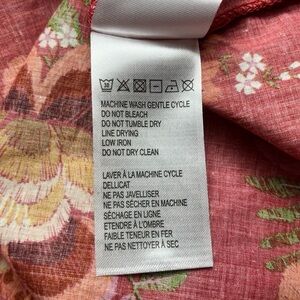 30
MACHINE WASH GENTLE CYCLE
DO NOT BLEACH
DO NOT TUMBLE DRY
LINE DRYING
LOW IRON
DO NOT DRY CLEAN
LAVER À LA MACHINE CYCLE
DELLICAT
NE PAS JAVELLISER
NE PAS SÉCHER EN MACHINE
SÉCHAGE EN LIGNE
ETENDRE À L'OMBRE
FAIBLE TENEUR EN FER
NE PAS NETTOYER À SEC